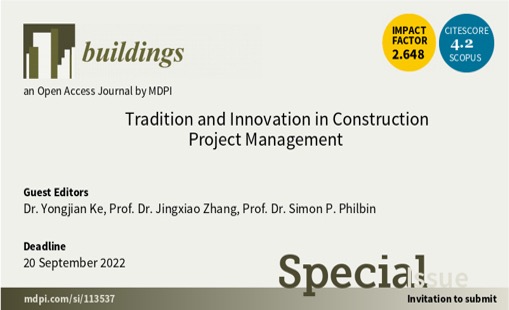 buildings
IMPACT
FACTOR
2.648
CITESCORE
4.2
SCOPUS
an Open Access Journal by MDPI
Tradition and Innovation in Construction
Project Management
Guest Editors
Dr. Yongjian Ke, Prof. Dr. Jingxiao Zhang, Prof. Dr. Simon P. Philbin
Deadline
20 September 2022
Special Issue
mdpi.com/si/113537
Invitation to submit